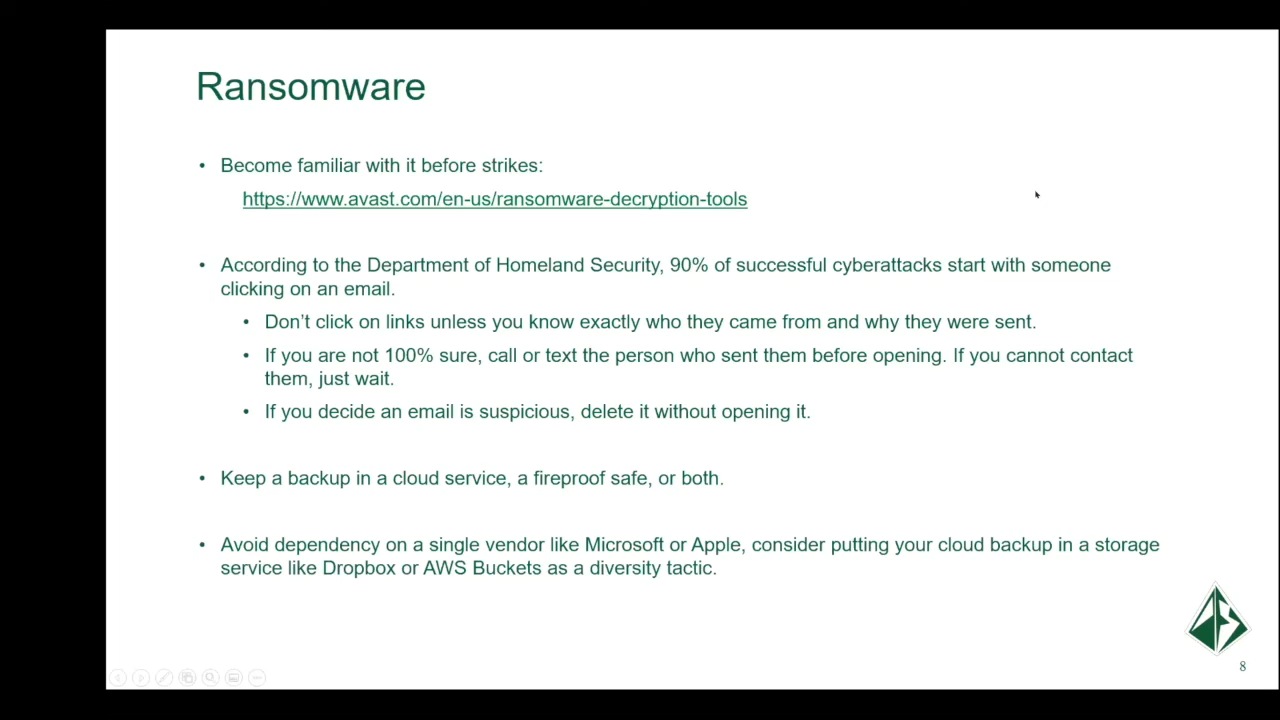 Ransomware
• Become familiar with it before strikes:
https://www.avast.com/en-us/ransomware-decryption-tools
• According to the Department of Homeland Security, 90% of successful cyberattacks start with someone
clicking on an email.
• Don’t click on links unless you know exactly who they came from and why they were sent.
• If you are not 100% sure, call or text the person who sent them before opening. If you cannot contact
them, just wait.
• If you decide an email is suspicious, delete it without opening it.
• Keep a backup in a cloud service, a fireproof safe, or both.
• Avoid dependency on a single vendor like Microsoft or Apple, consider putting your cloud backup in a storage
service like Dropbox or AWS Buckets as a diversity tactic.
8